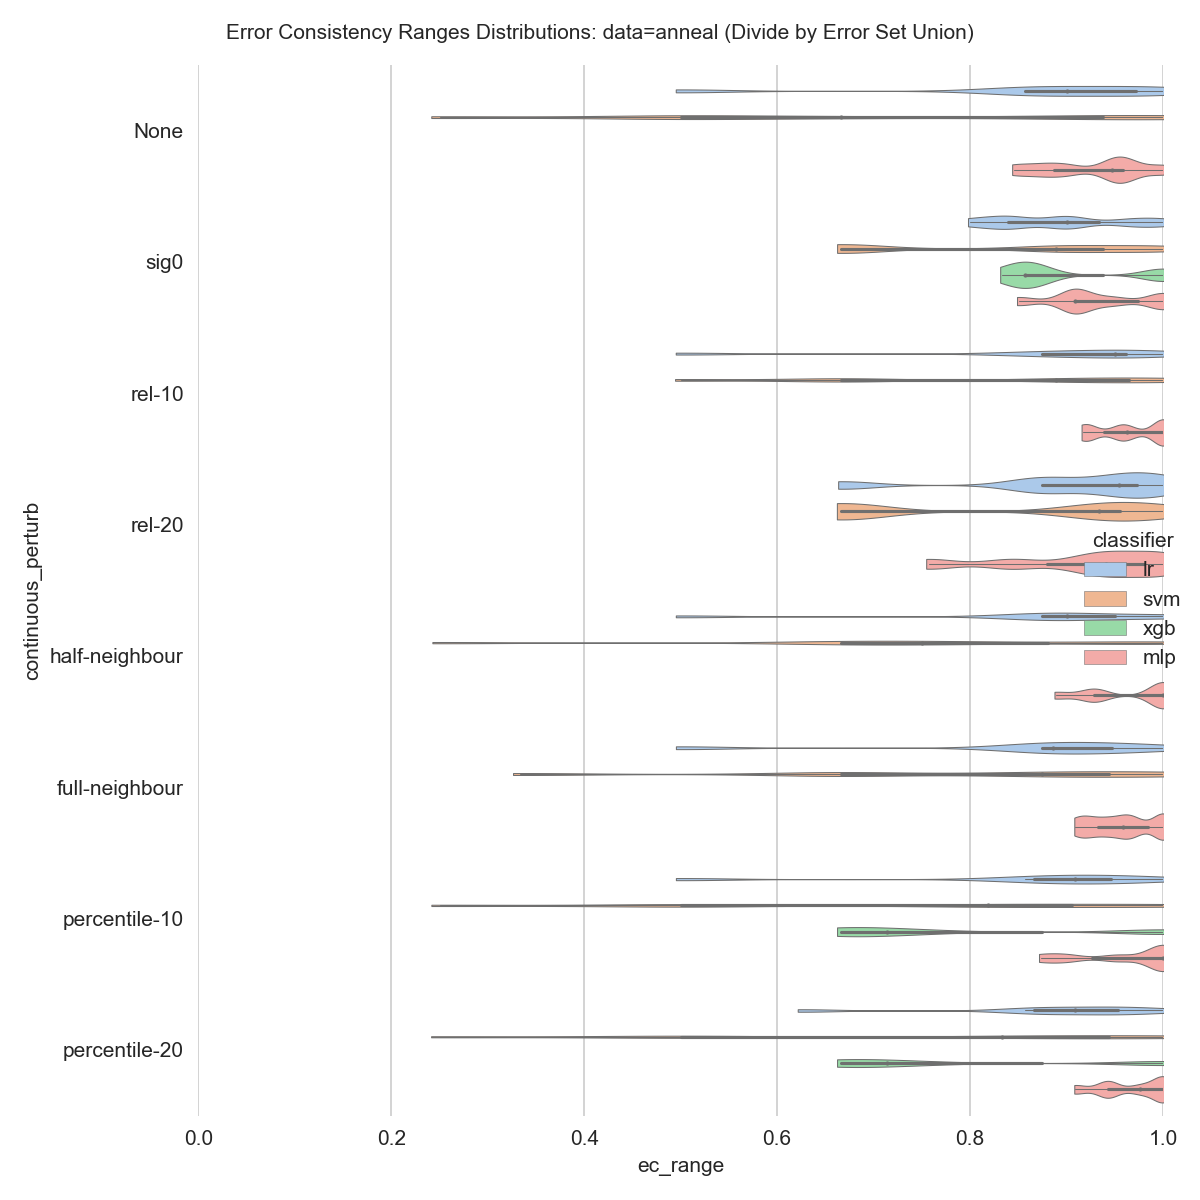 Error Consistency Ranges Distributions: data=anneal (Divide by Error Set Union)
continuous_perturb
None
sig0
rel-10
rel-20
half-neighbour
full-neighbour
percentile-10
percentile-20
classifier
lr
svm
xgb
mlp
0.0 0.2 0.4 0.6 0.8 1.0
ec_range